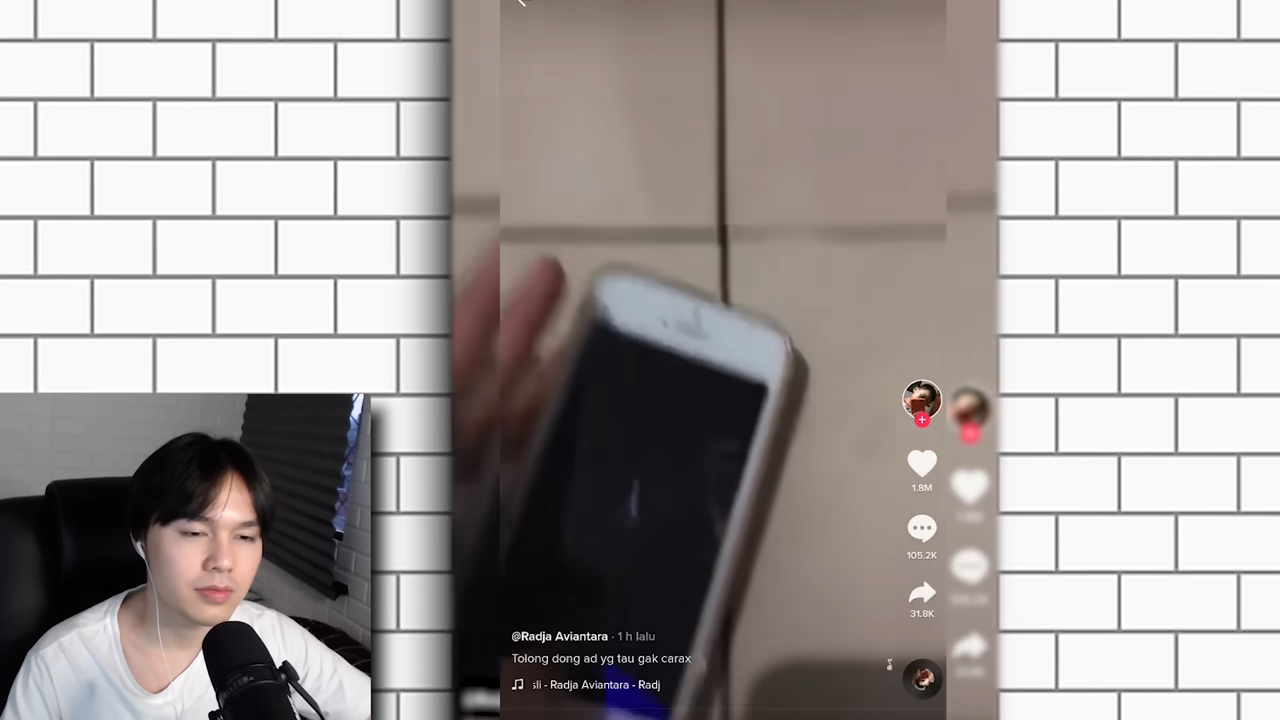 1.8M
105.2K
31.8K
@Radja Aviantara · 1 h lalu
Tolong dong ad yg tau gak carax
sli - Radja Aviantara - Radj